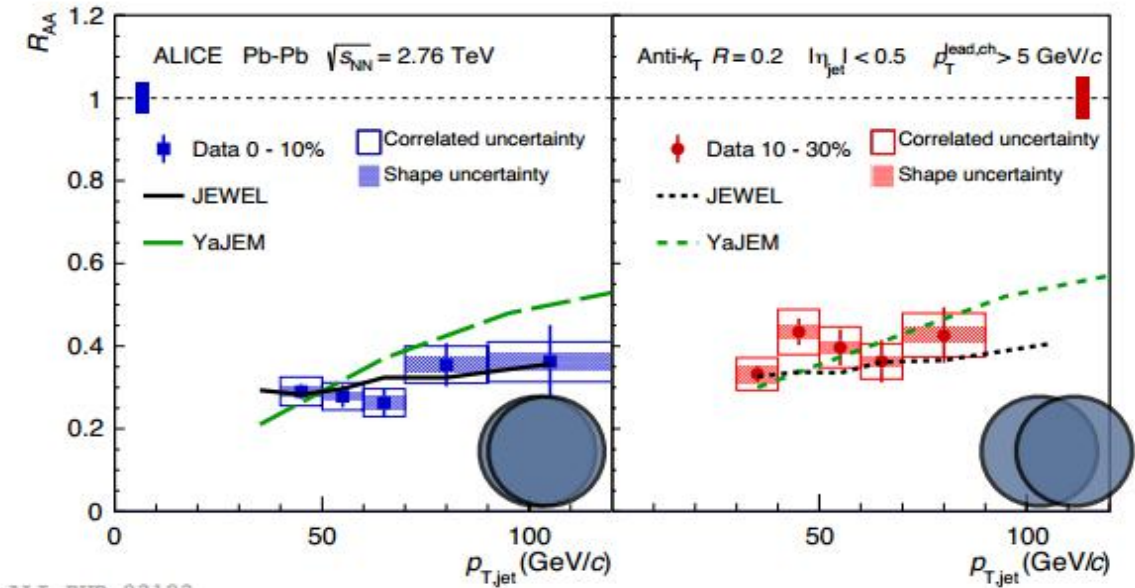 R_AA
1.2
1
0.8
0.6
0.4
0.2
0
ALICE Pb-Pb √s_NN = 2.76 TeV
Data 0 - 10%
Correlated uncertainty
Shape uncertainty
JEWEL
YaJEM
0 50 100
p_T,jet (GeV/c)
Anti-k_T R = 0.2 |η_jet| < 0.5 p_T^lead,ch > 5 GeV/c
Data 10 - 30%
Correlated uncertainty
Shape uncertainty
JEWEL
YaJEM
50 100
p_T,jet (GeV/c)